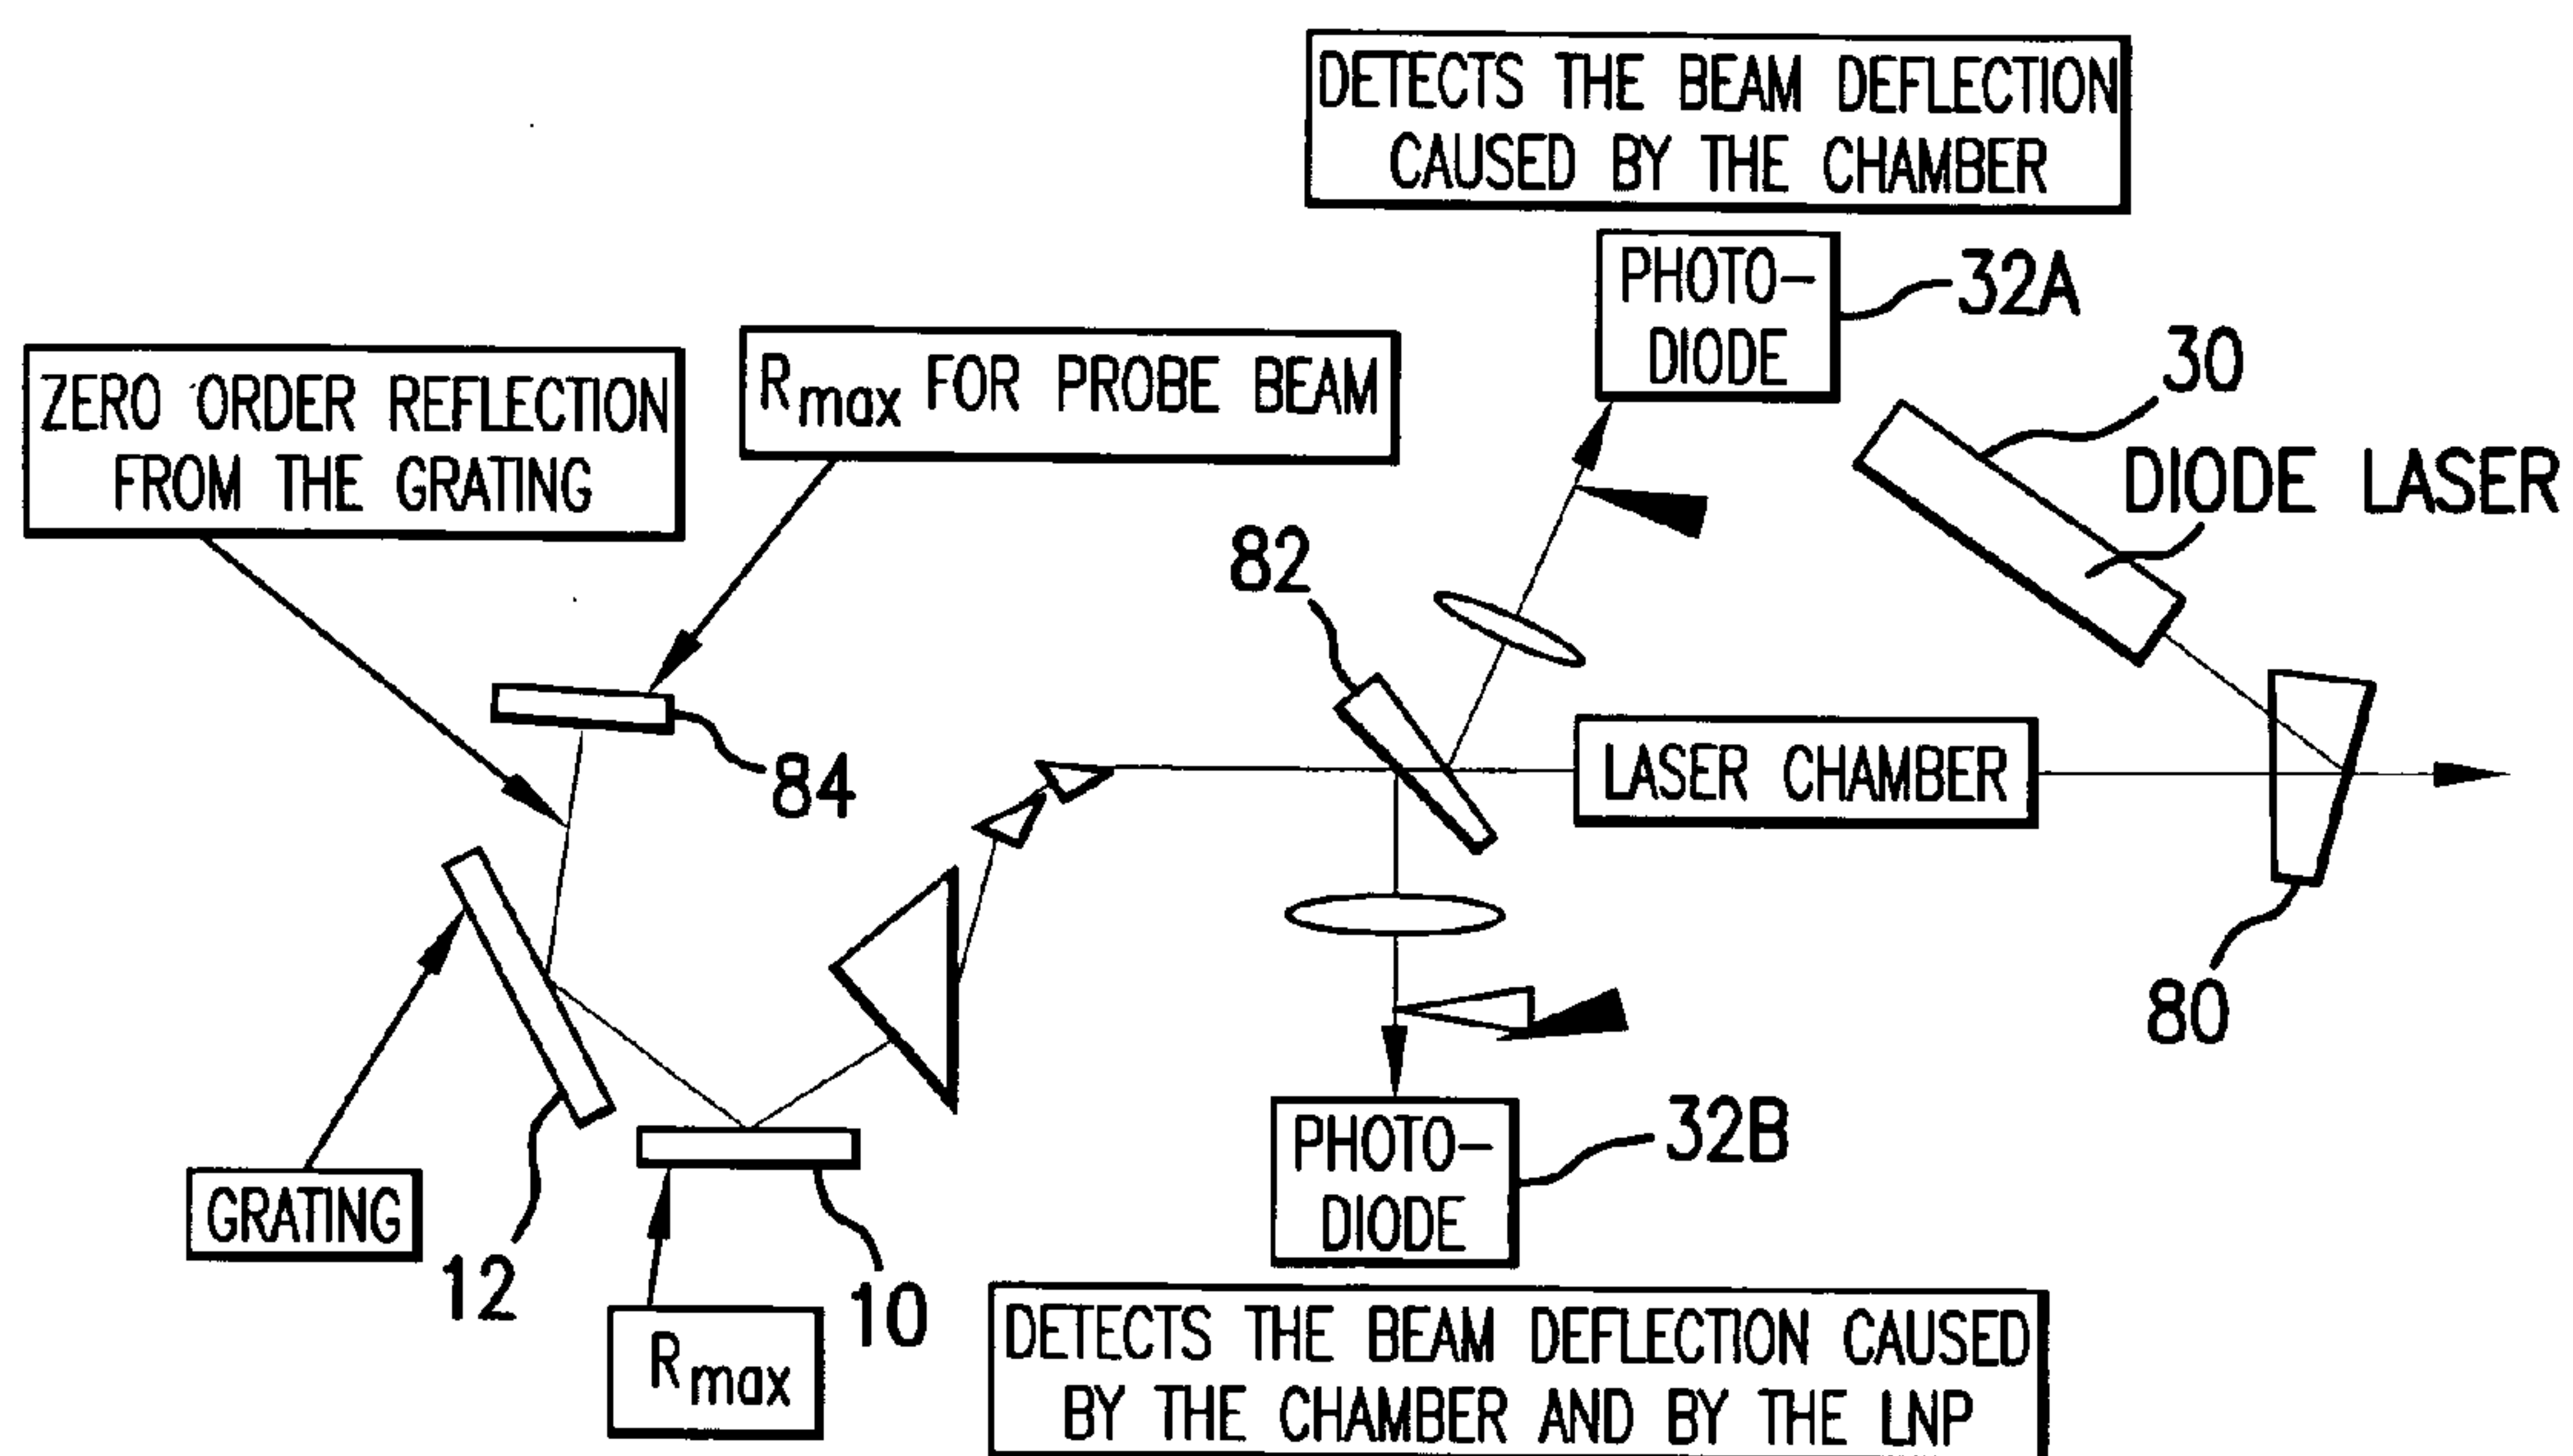 DETECTS THE BEAM DEFLECTION
CAUSED BY THE CHAMBER
PHOTO-
DIODE
32A
30
DIODE LASER
ZERO ORDER REFLECTION
FROM THE GRATING
Rmax FOR PROBE BEAM
82
84
LASER CHAMBER
80
GRATING
12
Rmax
10
PHOTO-
DIODE
32B
DETECTS THE BEAM DEFLECTION CAUSED
BY THE CHAMBER AND BY THE LNP